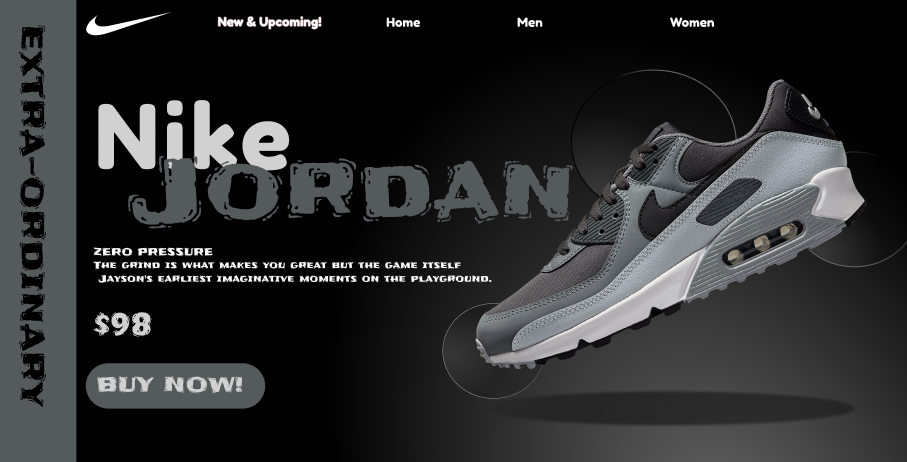 New & Upcoming! Home Men Women
EXTRA-ORDINARY
Nike
JORDAN
ZERO PRESSURE
THE GRIND IS WHAT MAKES YOU GREAT BUT THE GAME ITSELF
JAYSON'S EARLIEST IMAGINATIVE MOMENTS ON THE PLAYGROUND.
$98
BUY NOW!